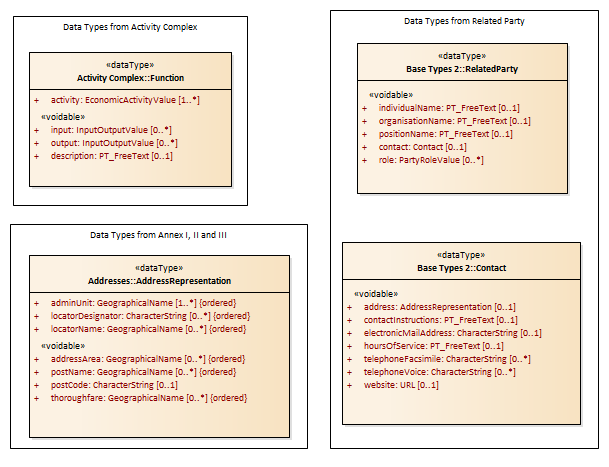 Data Types from Activity Complex
«dataType»
Activity Complex::Function
+ activity: EconomicActivityValue [1..*]
«voidable»
+ input: InputOutputValue [0..*]
+ output: InputOutputValue [0..*]
+ description: PT_FreeText [0..1]
Data Types from Annex I, II and III
«dataType»
Addresses::AddressRepresentation
+ adminUnit: GeographicalName [1..*] {ordered}
+ locatorDesignator: CharacterString [0..*] {ordered}
+ locatorName: GeographicalName [0..*] {ordered}
«voidable»
+ addressArea: GeographicalName [0..*] {ordered}
+ postName: GeographicalName [0..*] {ordered}
+ postCode: CharacterString [0..1]
+ thoroughfare: GeographicalName [0..*] {ordered}
Data Types from Related Party
«dataType»
Base Types 2::RelatedParty
«voidable»
+ individualName: PT_FreeText [0..1]
+ organisationName: PT_FreeText [0..1]
+ positionName: PT_FreeText [0..1]
+ contact: Contact [0..1]
+ role: PartyRoleValue [0..*]
«dataType»
Base Types 2::Contact
«voidable»
+ address: AddressRepresentation [0..1]
+ contactInstructions: PT_FreeText [0..1]
+ electronicMailAddress: CharacterString [0..1]
+ hoursOfService: PT_FreeText [0..1]
+ telephoneFacsimile: CharacterString [0..*]
+ telephoneVoice: CharacterString [0..*]
+ website: URL [0..1]